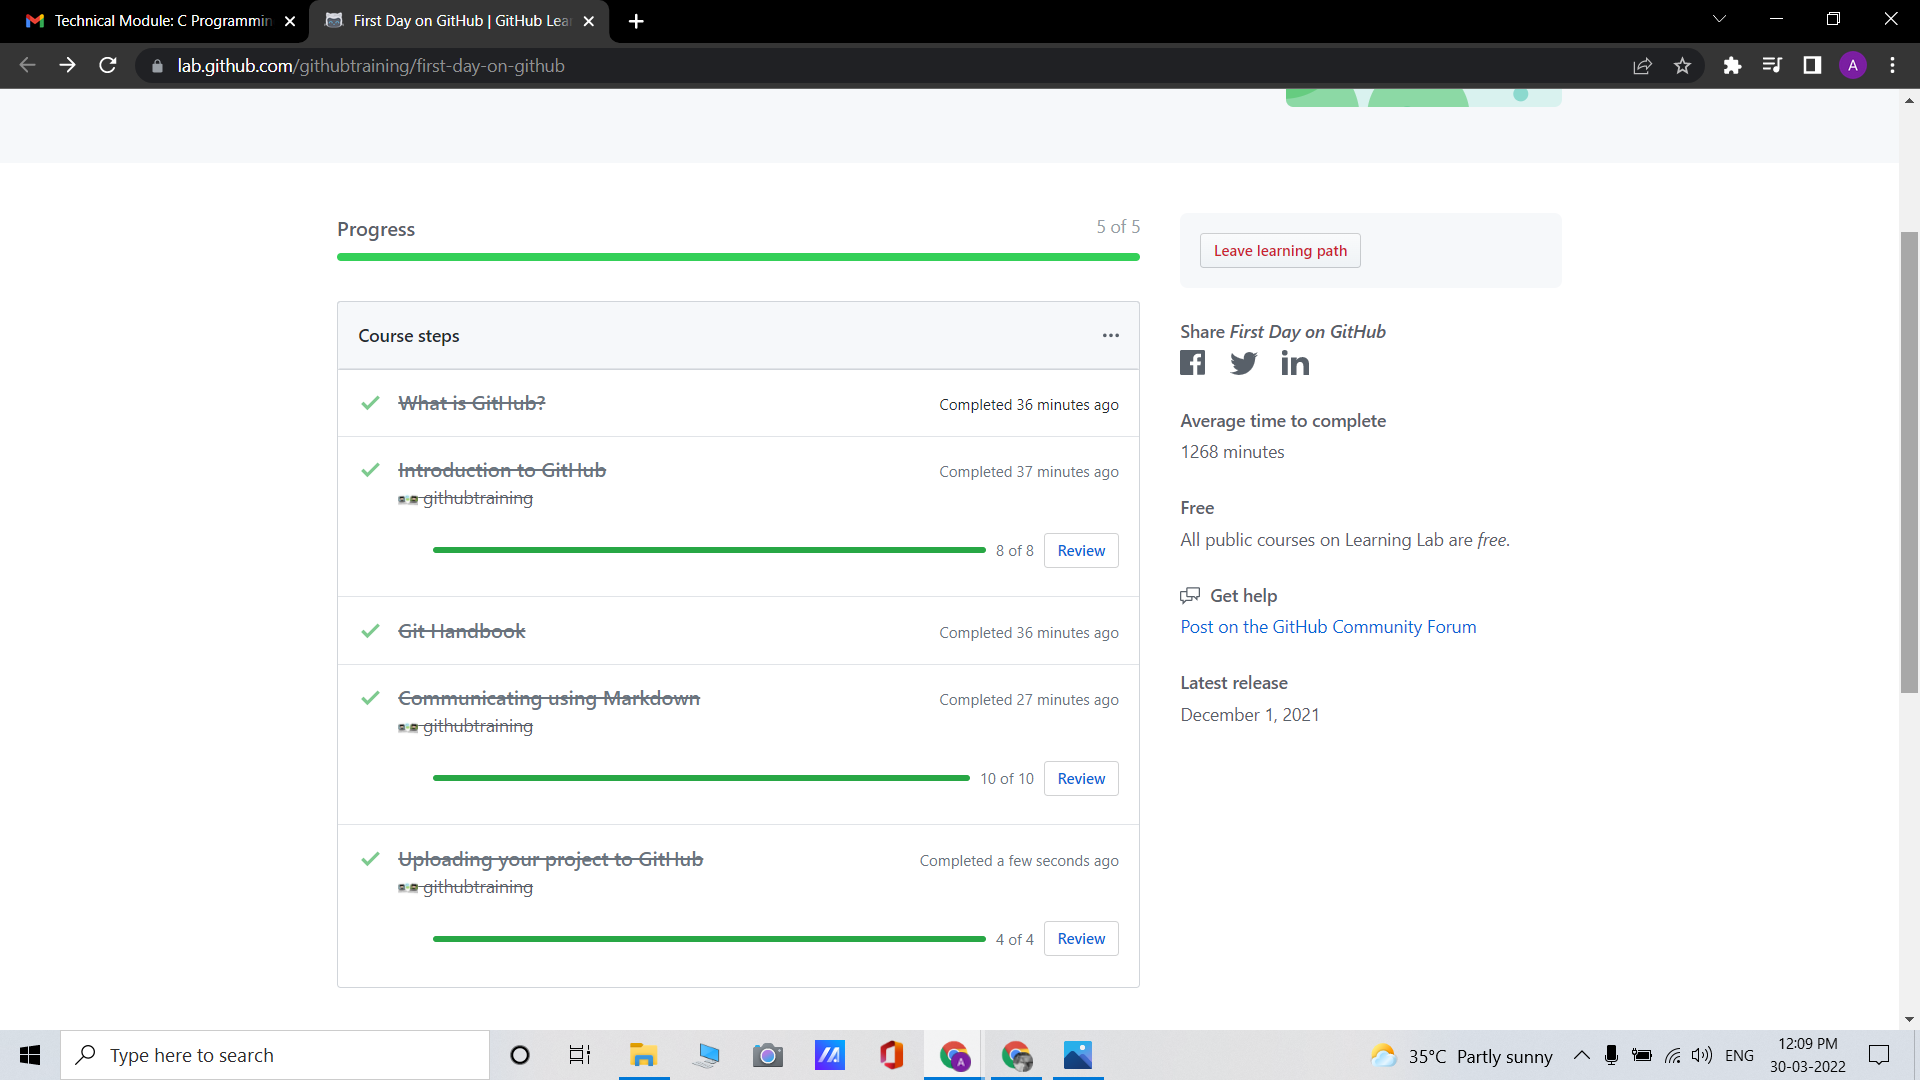 Technical Module: C Programmin
First Day on GitHub | GitHub Lea
lab.github.com/githubtraining/first-day-on-github
A
Progress
5 of 5
Leave learning path
Course steps
Share First Day on GitHub
What is GitHub?
Completed 36 minutes ago
Average time to complete
1268 minutes
Introduction to GitHub
Completed 37 minutes ago
githubtraining
Free
All public courses on Learning Lab are free.
8 of 8
Review
Get help
Post on the GitHub Community Forum
Git Handbook
Completed 36 minutes ago
Latest release
December 1, 2021
Communicating using Markdown
Completed 27 minutes ago
githubtraining
10 of 10
Review
Uploading your project to GitHub
Completed a few seconds ago
githubtraining
4 of 4
Review
Type here to search
A
35°C Partly sunny
ENG
12:09 PM
30-03-2022